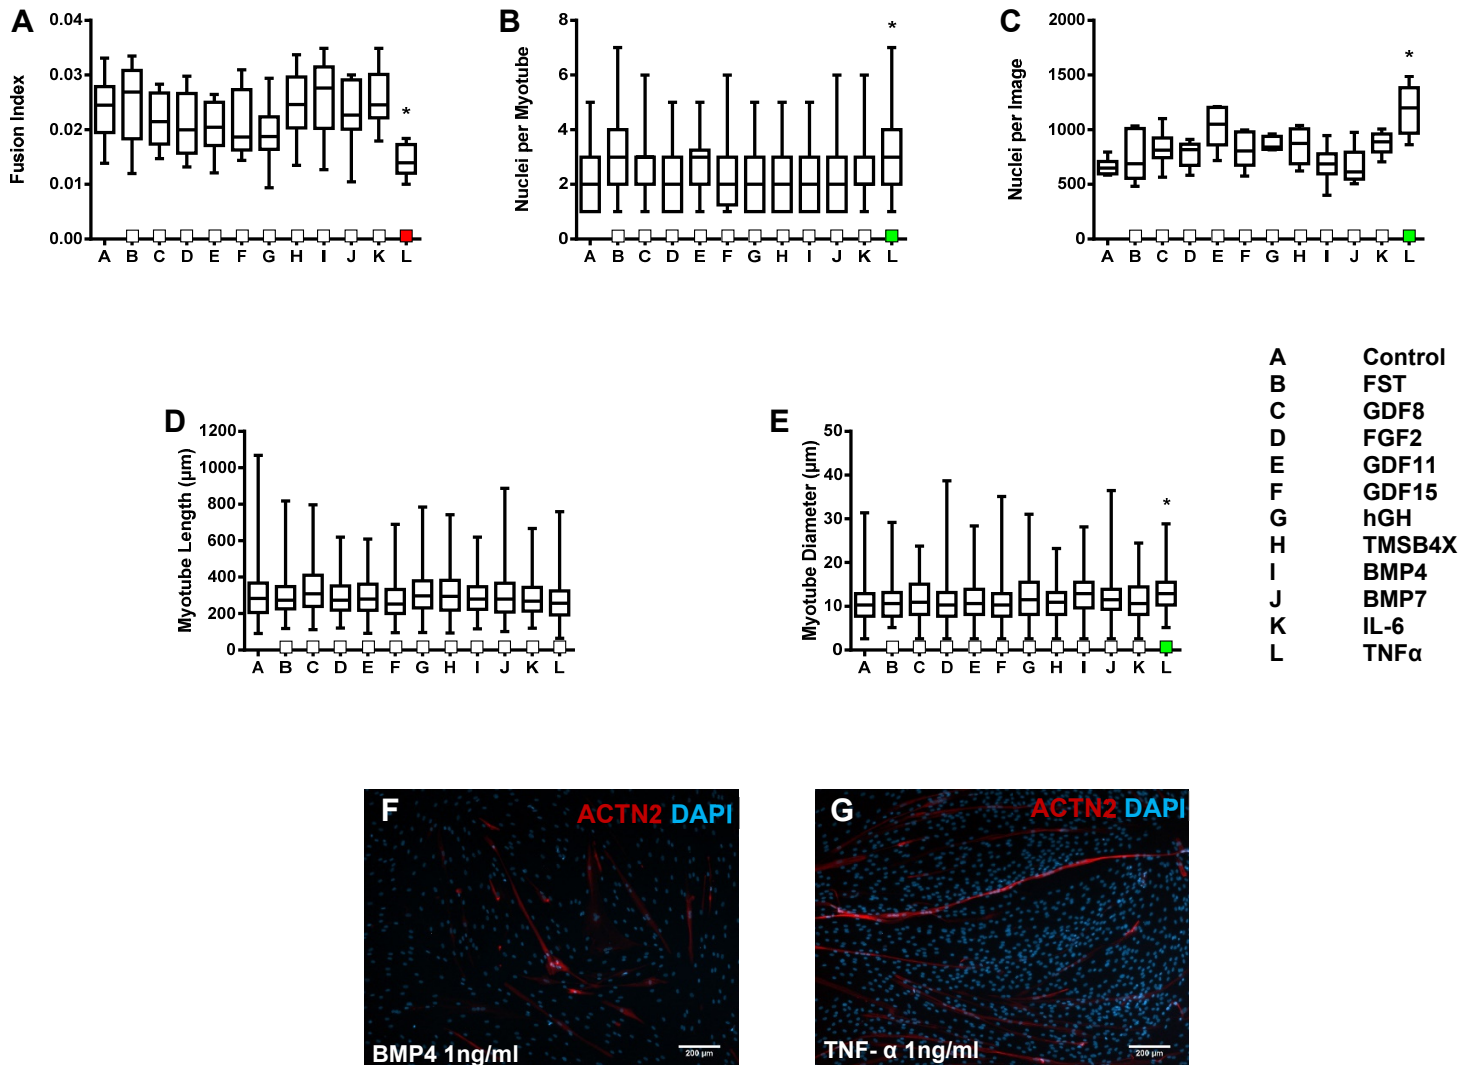 A
Fusion Index
0.04
0.03
0.02
0.01
0.00
*
A B C D E F G H I J K L
B
Nuclei per Myotube
8
6
4
2
0
*
A B C D E F G H I J K L
C
Nuclei per Image
2000
1500
1000
500
0
*
A B C D E F G H I J K L
D
Myotube Length (µm)
1200
1000
800
600
400
200
0
A B C D E F G H I J K L
E
Myotube Diameter (µm)
50
40
30
20
10
0
*
A B C D E F G H I J K L
A Control
B FST
C GDF8
D FGF2
E GDF11
F GDF15
G hGH
H TMSB4X
I BMP4
J BMP7
K IL-6
L TNFα
F
ACTN2 DAPI
BMP4 1ng/ml
200 µm
G
ACTN2 DAPI
TNF- α 1ng/ml
200 µm